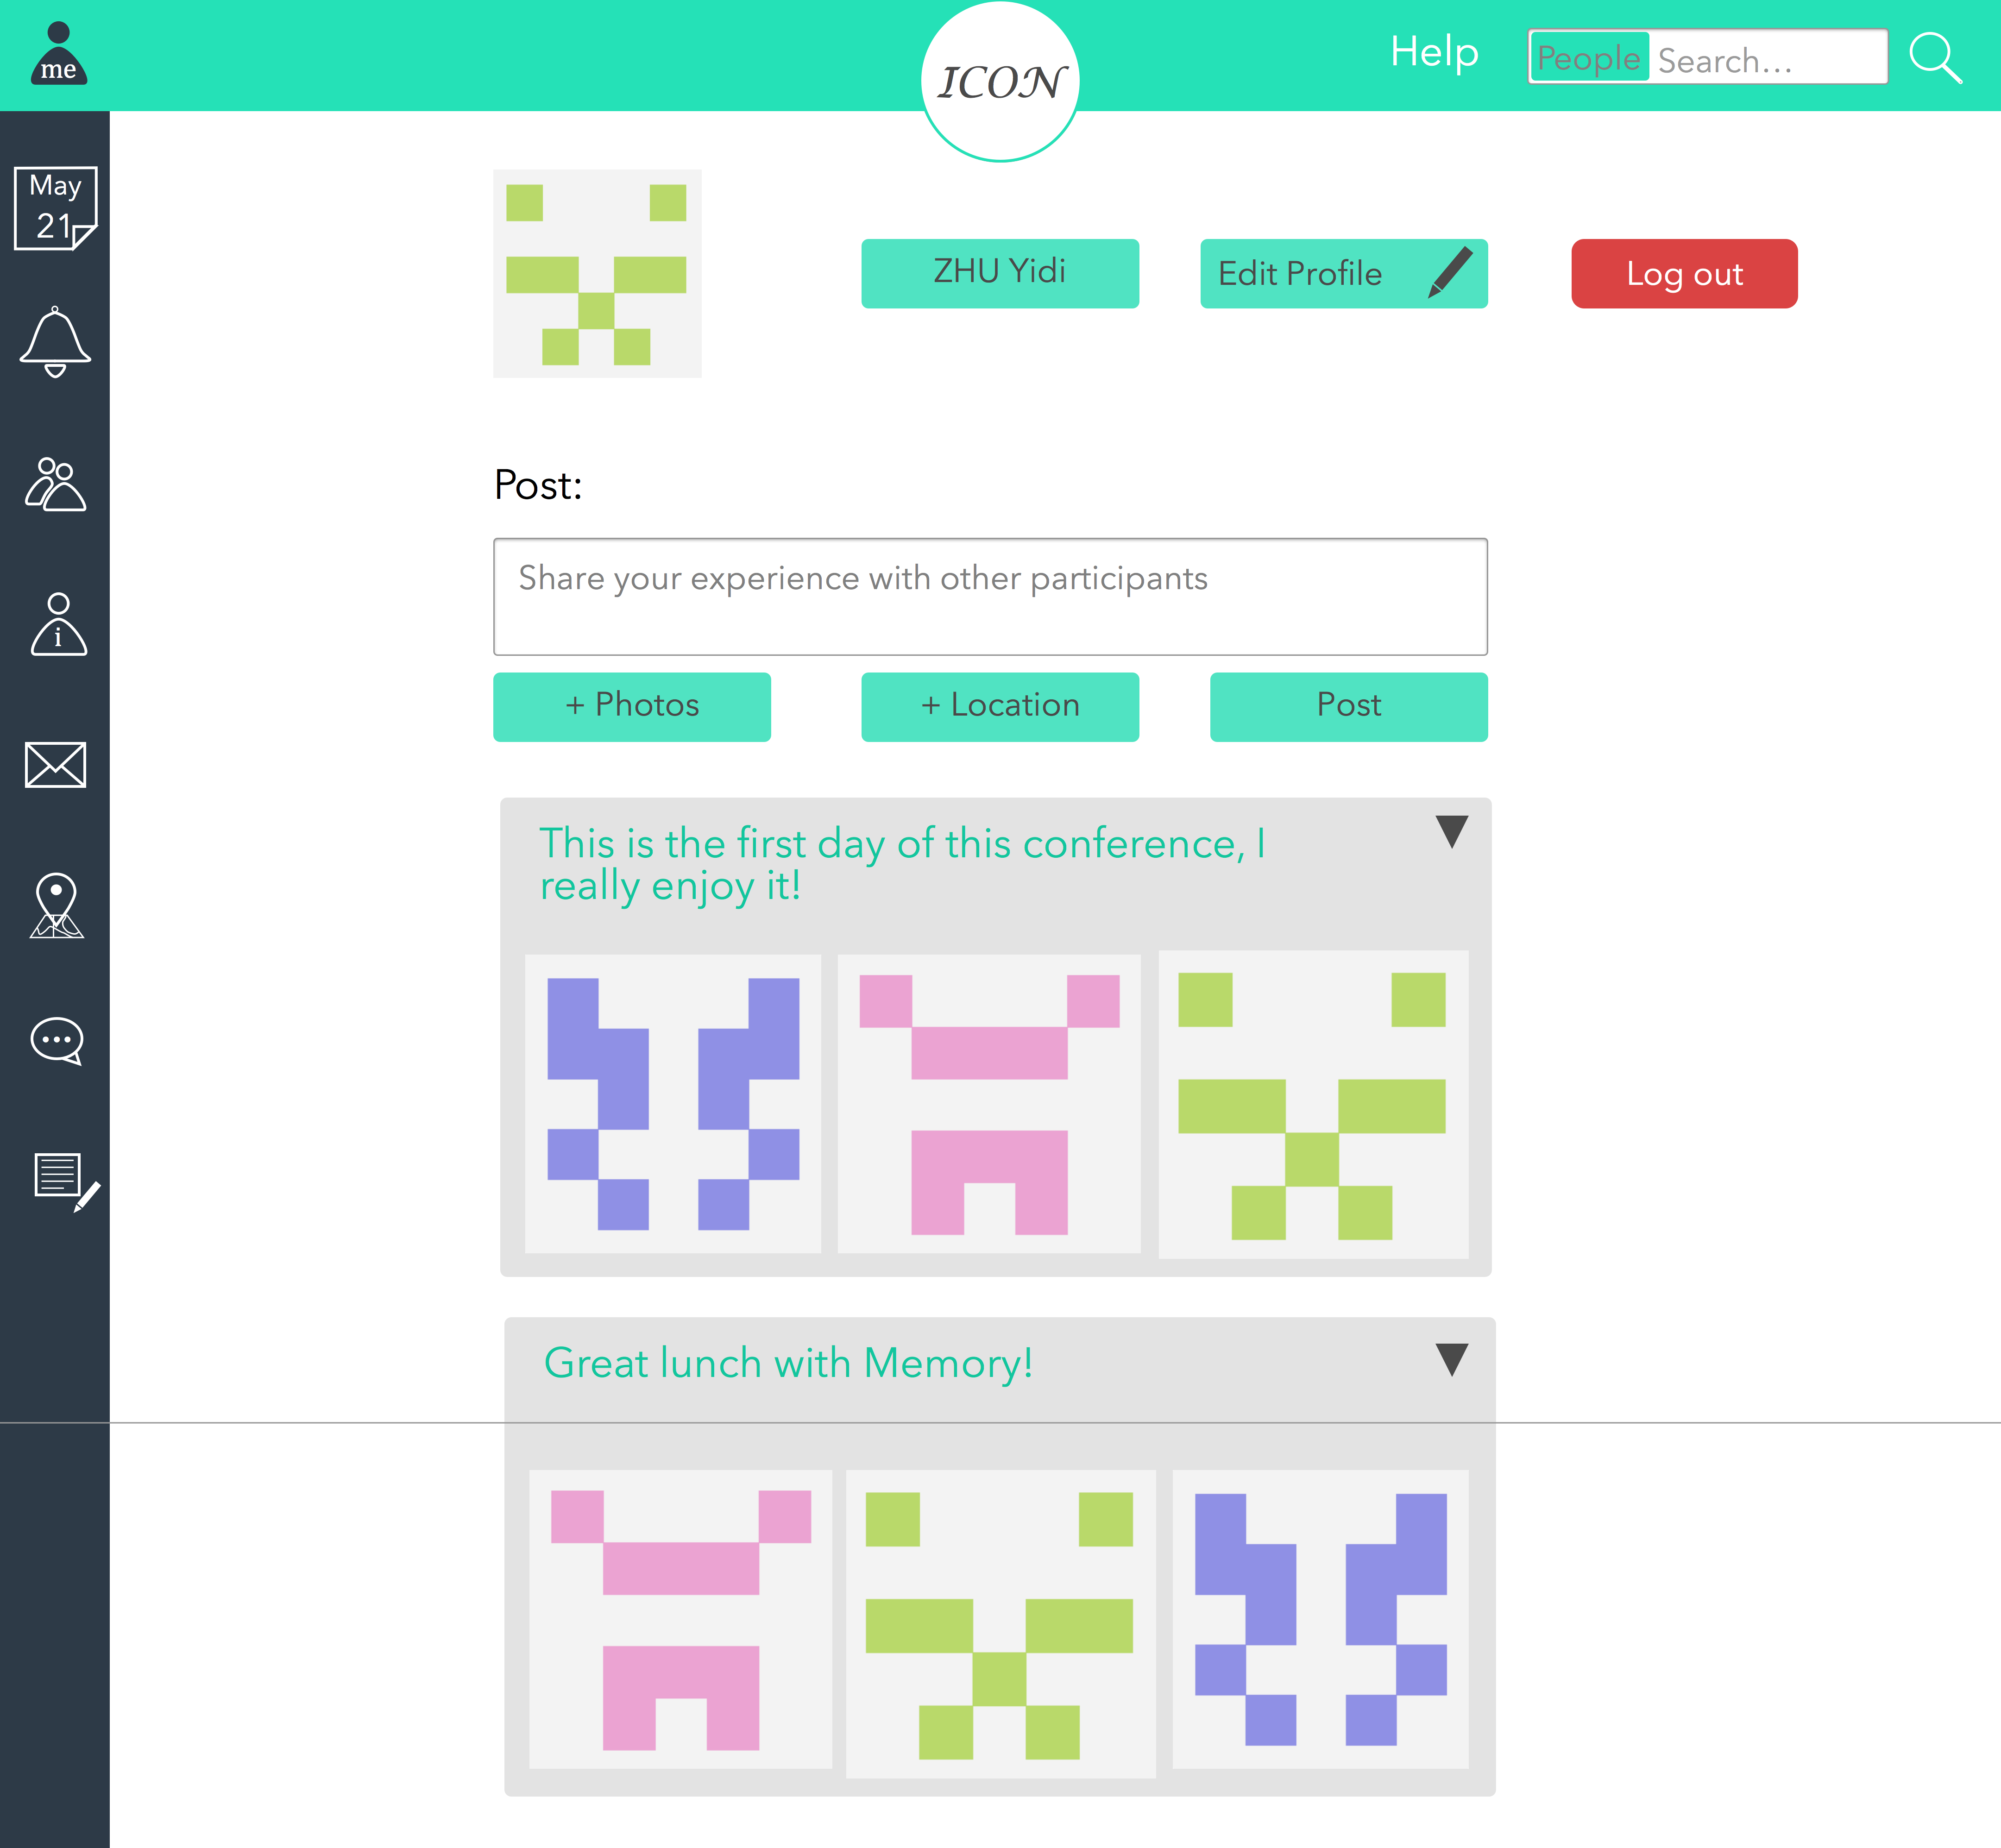 me
ICON
Help
People Search...
May
21
ZHU Yidi
Edit Profile
Log out
Post:
Share your experience with other participants
i
+ Photos
+ Location
Post
This is the first day of this conference, I
really enjoy it!
Great lunch with Memory!